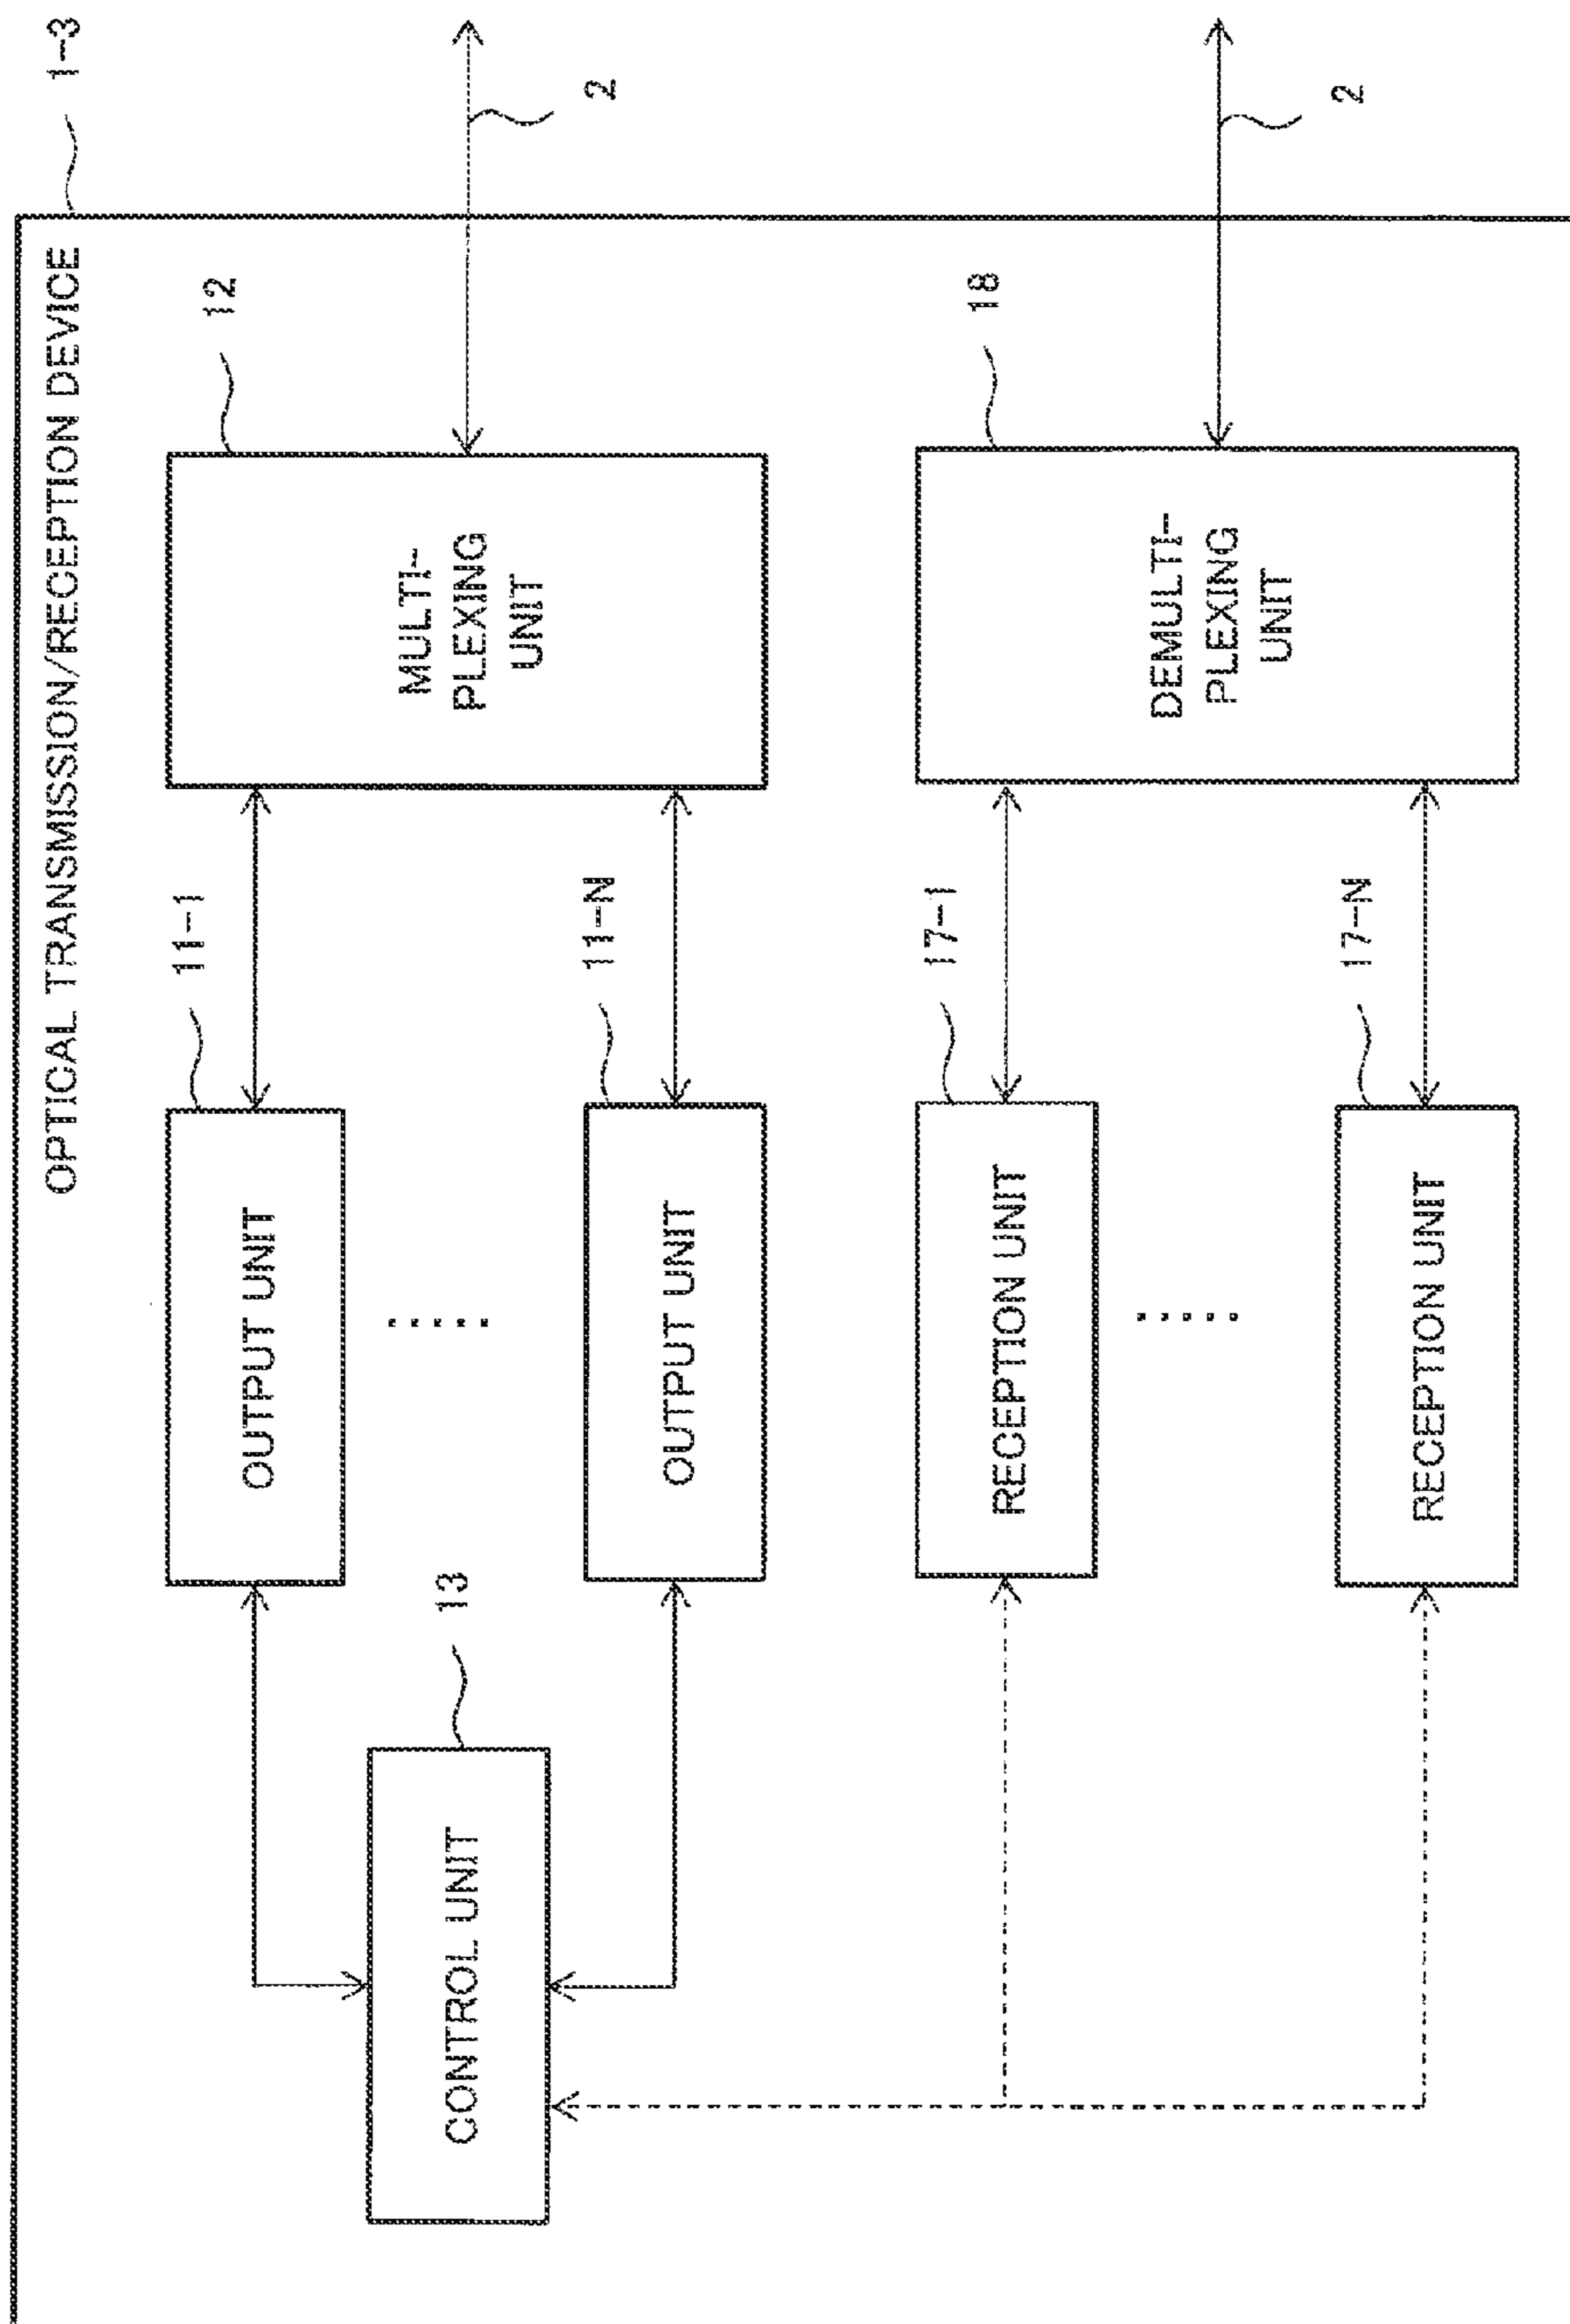 1-3
OPTICAL TRANSMISSION/RECEPTION DEVICE
12
2
11-1
MULTI-
PLEXING
UNIT
OUTPUT UNIT
13
CONTROL UNIT
11-N
OUTPUT UNIT
18
2
17-1
DEMULTI-
PLEXING
UNIT
RECEPTION UNIT
17-N
RECEPTION UNIT